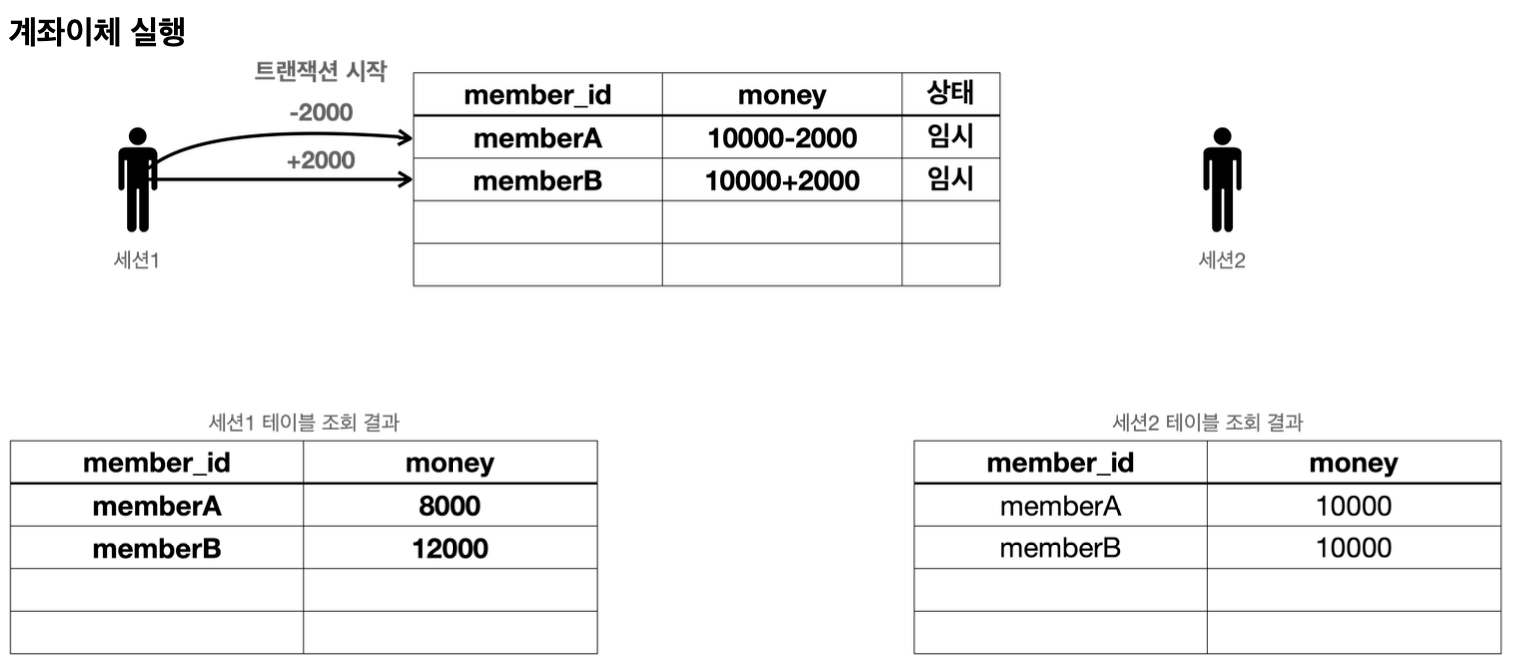 계좌이체 실행
트랜잭션 시작
-2000
+2000
세션1
member_id money 상태
memberA 10000-2000 임시
memberB 10000+2000 임시
세션2
세션1 테이블 조회 결과
member_id money
memberA 8000
memberB 12000
세션2 테이블 조회 결과
member_id money
memberA 10000
memberB 10000